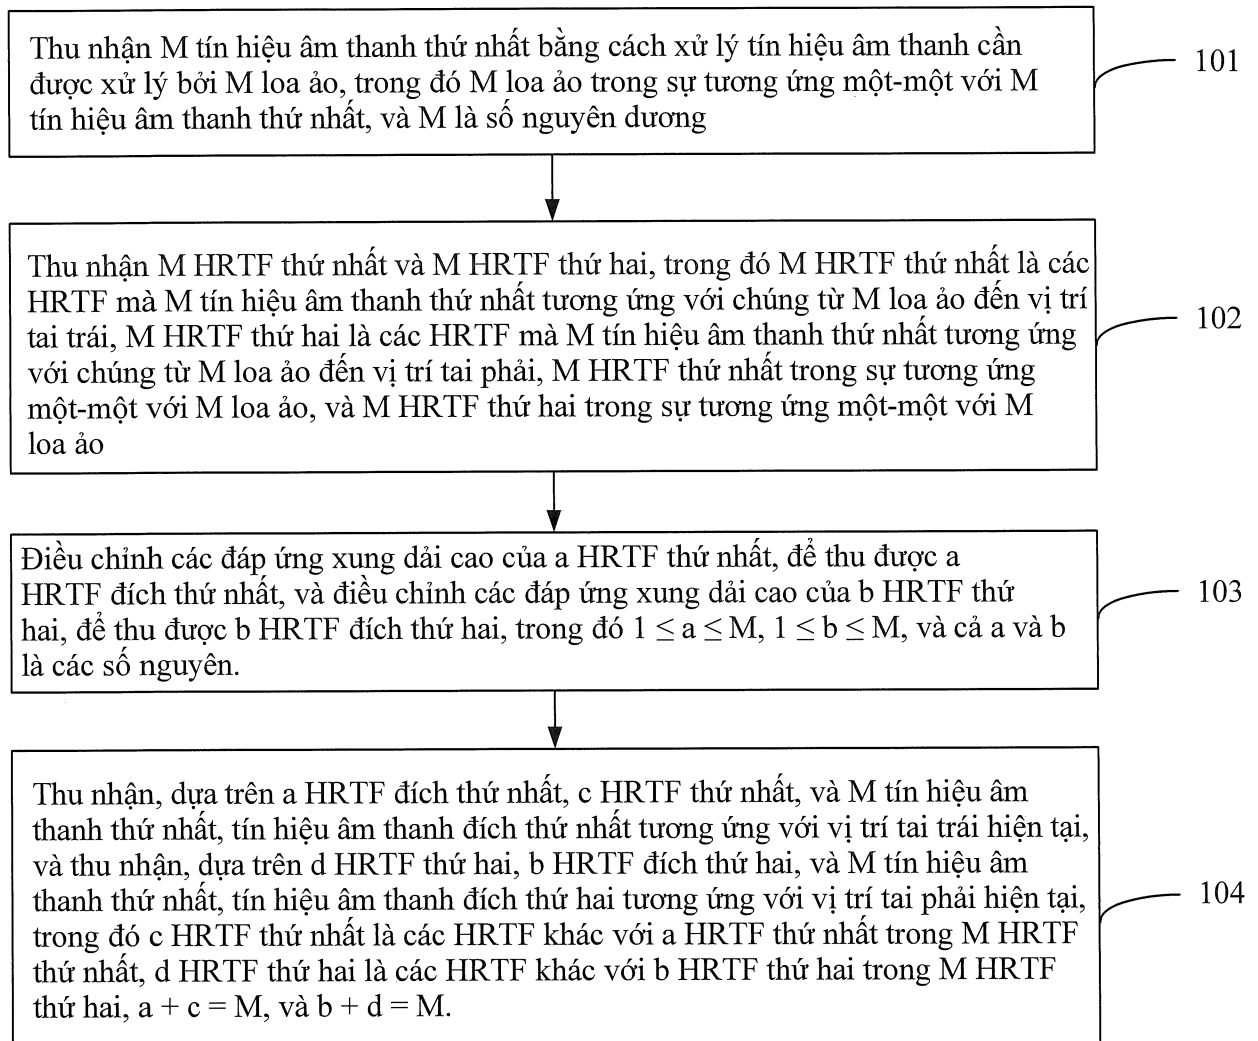 Thu nhận M tín hiệu âm thanh thứ nhất bằng cách xử lý tín hiệu âm thanh cần
được xử lý bởi M loa ảo, trong đó M loa ảo trong sự tương ứng một-một với M
tín hiệu âm thanh thứ nhất, và M là số nguyên dương
101
Thu nhận M HRTF thứ nhất và M HRTF thứ hai, trong đó M HRTF thứ nhất là các
HRTF mà M tín hiệu âm thanh thứ nhất tương ứng với chúng từ M loa ảo đến vị trí
tai trái, M HRTF thứ hai là các HRTF mà M tín hiệu âm thanh thứ nhất tương ứng
với chúng từ M loa ảo đến vị trí tai phải, M HRTF thứ nhất trong sự tương ứng
một-một với M loa ảo, và M HRTF thứ hai trong sự tương ứng một-một với M
loa ảo
102
Điều chỉnh các đáp ứng xung dải cao của a HRTF thứ nhất, để thu được a
HRTF đích thứ nhất, và điều chỉnh các đáp ứng xung dải cao của b HRTF thứ
hai, để thu được b HRTF đích thứ hai, trong đó 1 ≤ a ≤ M, 1 ≤ b ≤ M, và cả a và b
là các số nguyên.
103
Thu nhận, dựa trên a HRTF đích thứ nhất, c HRTF thứ nhất, và M tín hiệu âm
thanh thứ nhất, tín hiệu âm thanh đích thứ nhất tương ứng với vị trí tai trái hiện tại,
và thu nhận, dựa trên d HRTF thứ hai, b HRTF đích thứ hai, và M tín hiệu âm
thanh thứ nhất, tín hiệu âm thanh đích thứ hai tương ứng với vị trí tai phải hiện tại,
trong đó c HRTF thứ nhất là các HRTF khác với a HRTF thứ nhất trong M HRTF
thứ nhất, d HRTF thứ hai là các HRTF khác với b HRTF thứ hai trong M HRTF
thứ hai, a + c = M, và b + d = M.
104